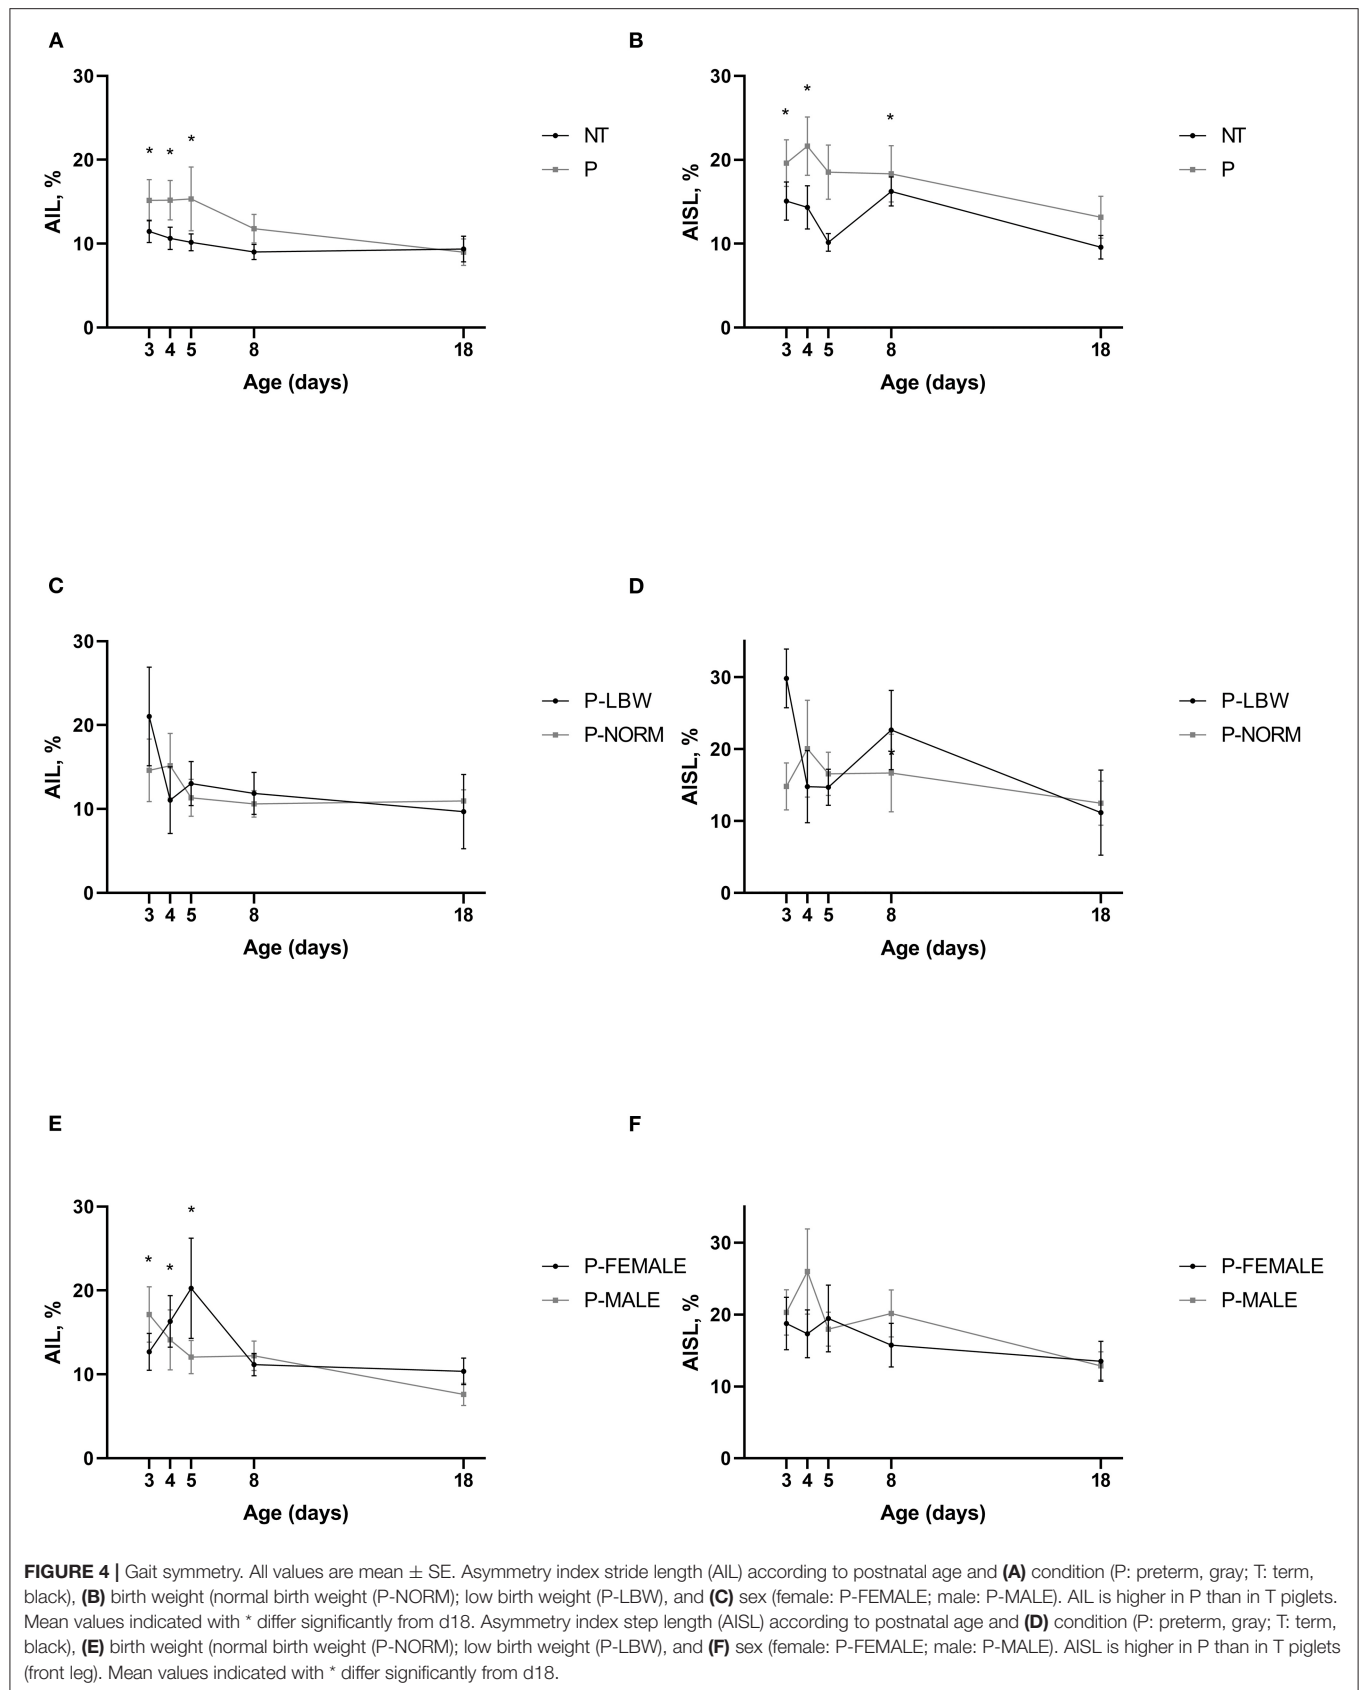 A
30
20
10
0
AIL, %
* * *
NT
P
3 4 5 8 18
Age (days)
B
30
20
10
0
AISL, %
* * *
NT
P
3 4 5 8 18
Age (days)
C
30
20
10
0
AIL, %
P-LBW
P-NORM
3 4 5 8 18
Age (days)
D
30
20
10
0
AISL, %
P-LBW
P-NORM
3 4 5 8 18
Age (days)
E
30
20
10
0
AIL, %
* * *
P-FEMALE
P-MALE
3 4 5 8 18
Age (days)
F
30
20
10
0
AISL, %
P-FEMALE
P-MALE
3 4 5 8 18
Age (days)
FIGURE 4 | Gait symmetry. All values are mean ± SE. Asymmetry index stride length (AIL) according to postnatal age and (A) condition (P: preterm, gray; T: term,
black), (B) birth weight (normal birth weight (P-NORM); low birth weight (P-LBW), and (C) sex (female: P-FEMALE; male: P-MALE). AIL is higher in P than in T piglets.
Mean values indicated with * differ significantly from d18. Asymmetry index step length (AISL) according to postnatal age and (D) condition (P: preterm, gray; T: term,
black), (E) birth weight (normal birth weight (P-NORM); low birth weight (P-LBW), and (F) sex (female: P-FEMALE; male: P-MALE). AISL is higher in P than in T piglets
(front leg). Mean values indicated with * differ significantly from d18.